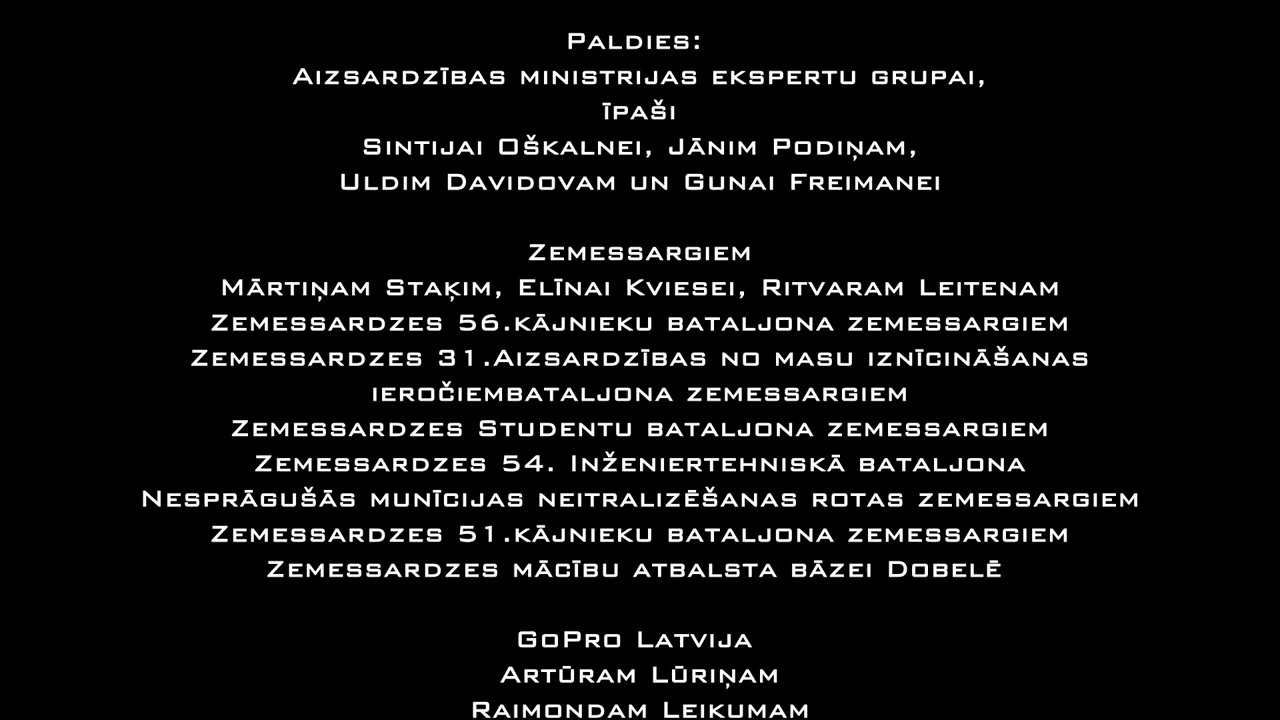 Paldies:
Aizsardzības ministrijas ekspertu grupai,
īpaši
Sintijai Oškalnei, Jānim Podiņam,
Uldim Davidovam un Gunai Freimanei
Zemessargiem
Mārtiņam Staķim, Elīnai Kviesei, Ritvaram Leitenam
Zemessardzes 56.kājnieku bataljona zemessargiem
Zemessardzes 31.Aizsardzības no masu iznīcināšanas
ieročiembataljona zemessargiem
Zemessardzes Studentu bataljona zemessargiem
Zemessardzes 54. Inženiertehniskā bataljona
Nesprāgušās munīcijas neitralizēšanas rotas zemessargiem
Zemessardzes 51.kājnieku bataljona zemessargiem
Zemessardzes mācību atbalsta bāzei Dobelē
GoPro Latvija
Artūram Lūriņam
Raimondam Leikumam